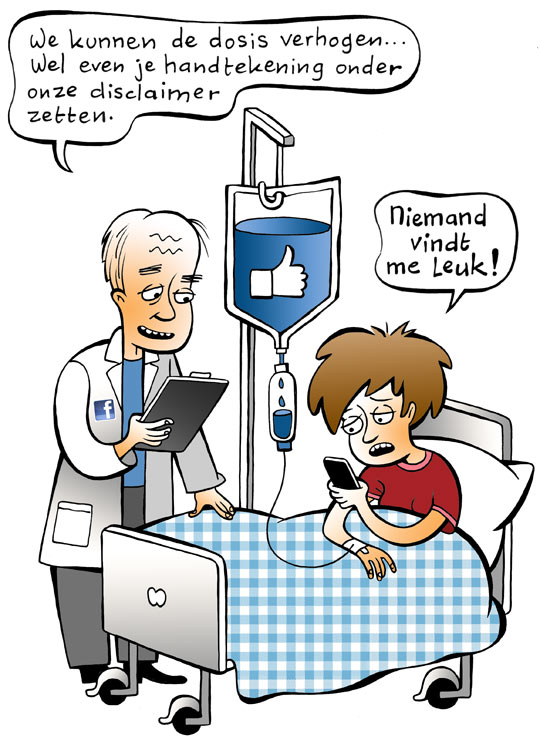 We kunnen de dosis verhogen...
Wel even je handtekening onder
onze disclaimer
zetten.
Niemand
vindt
me Leuk!
f